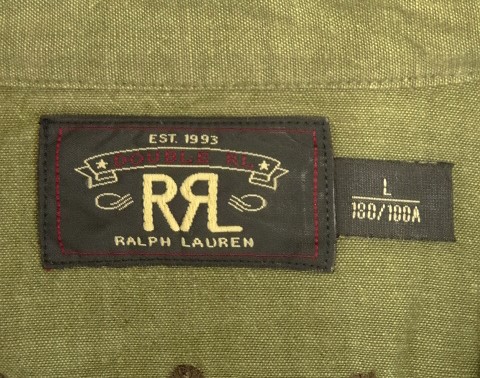 EST. 1993
DOUBLE RL
RRL
RALPH LAUREN
L
180/100A